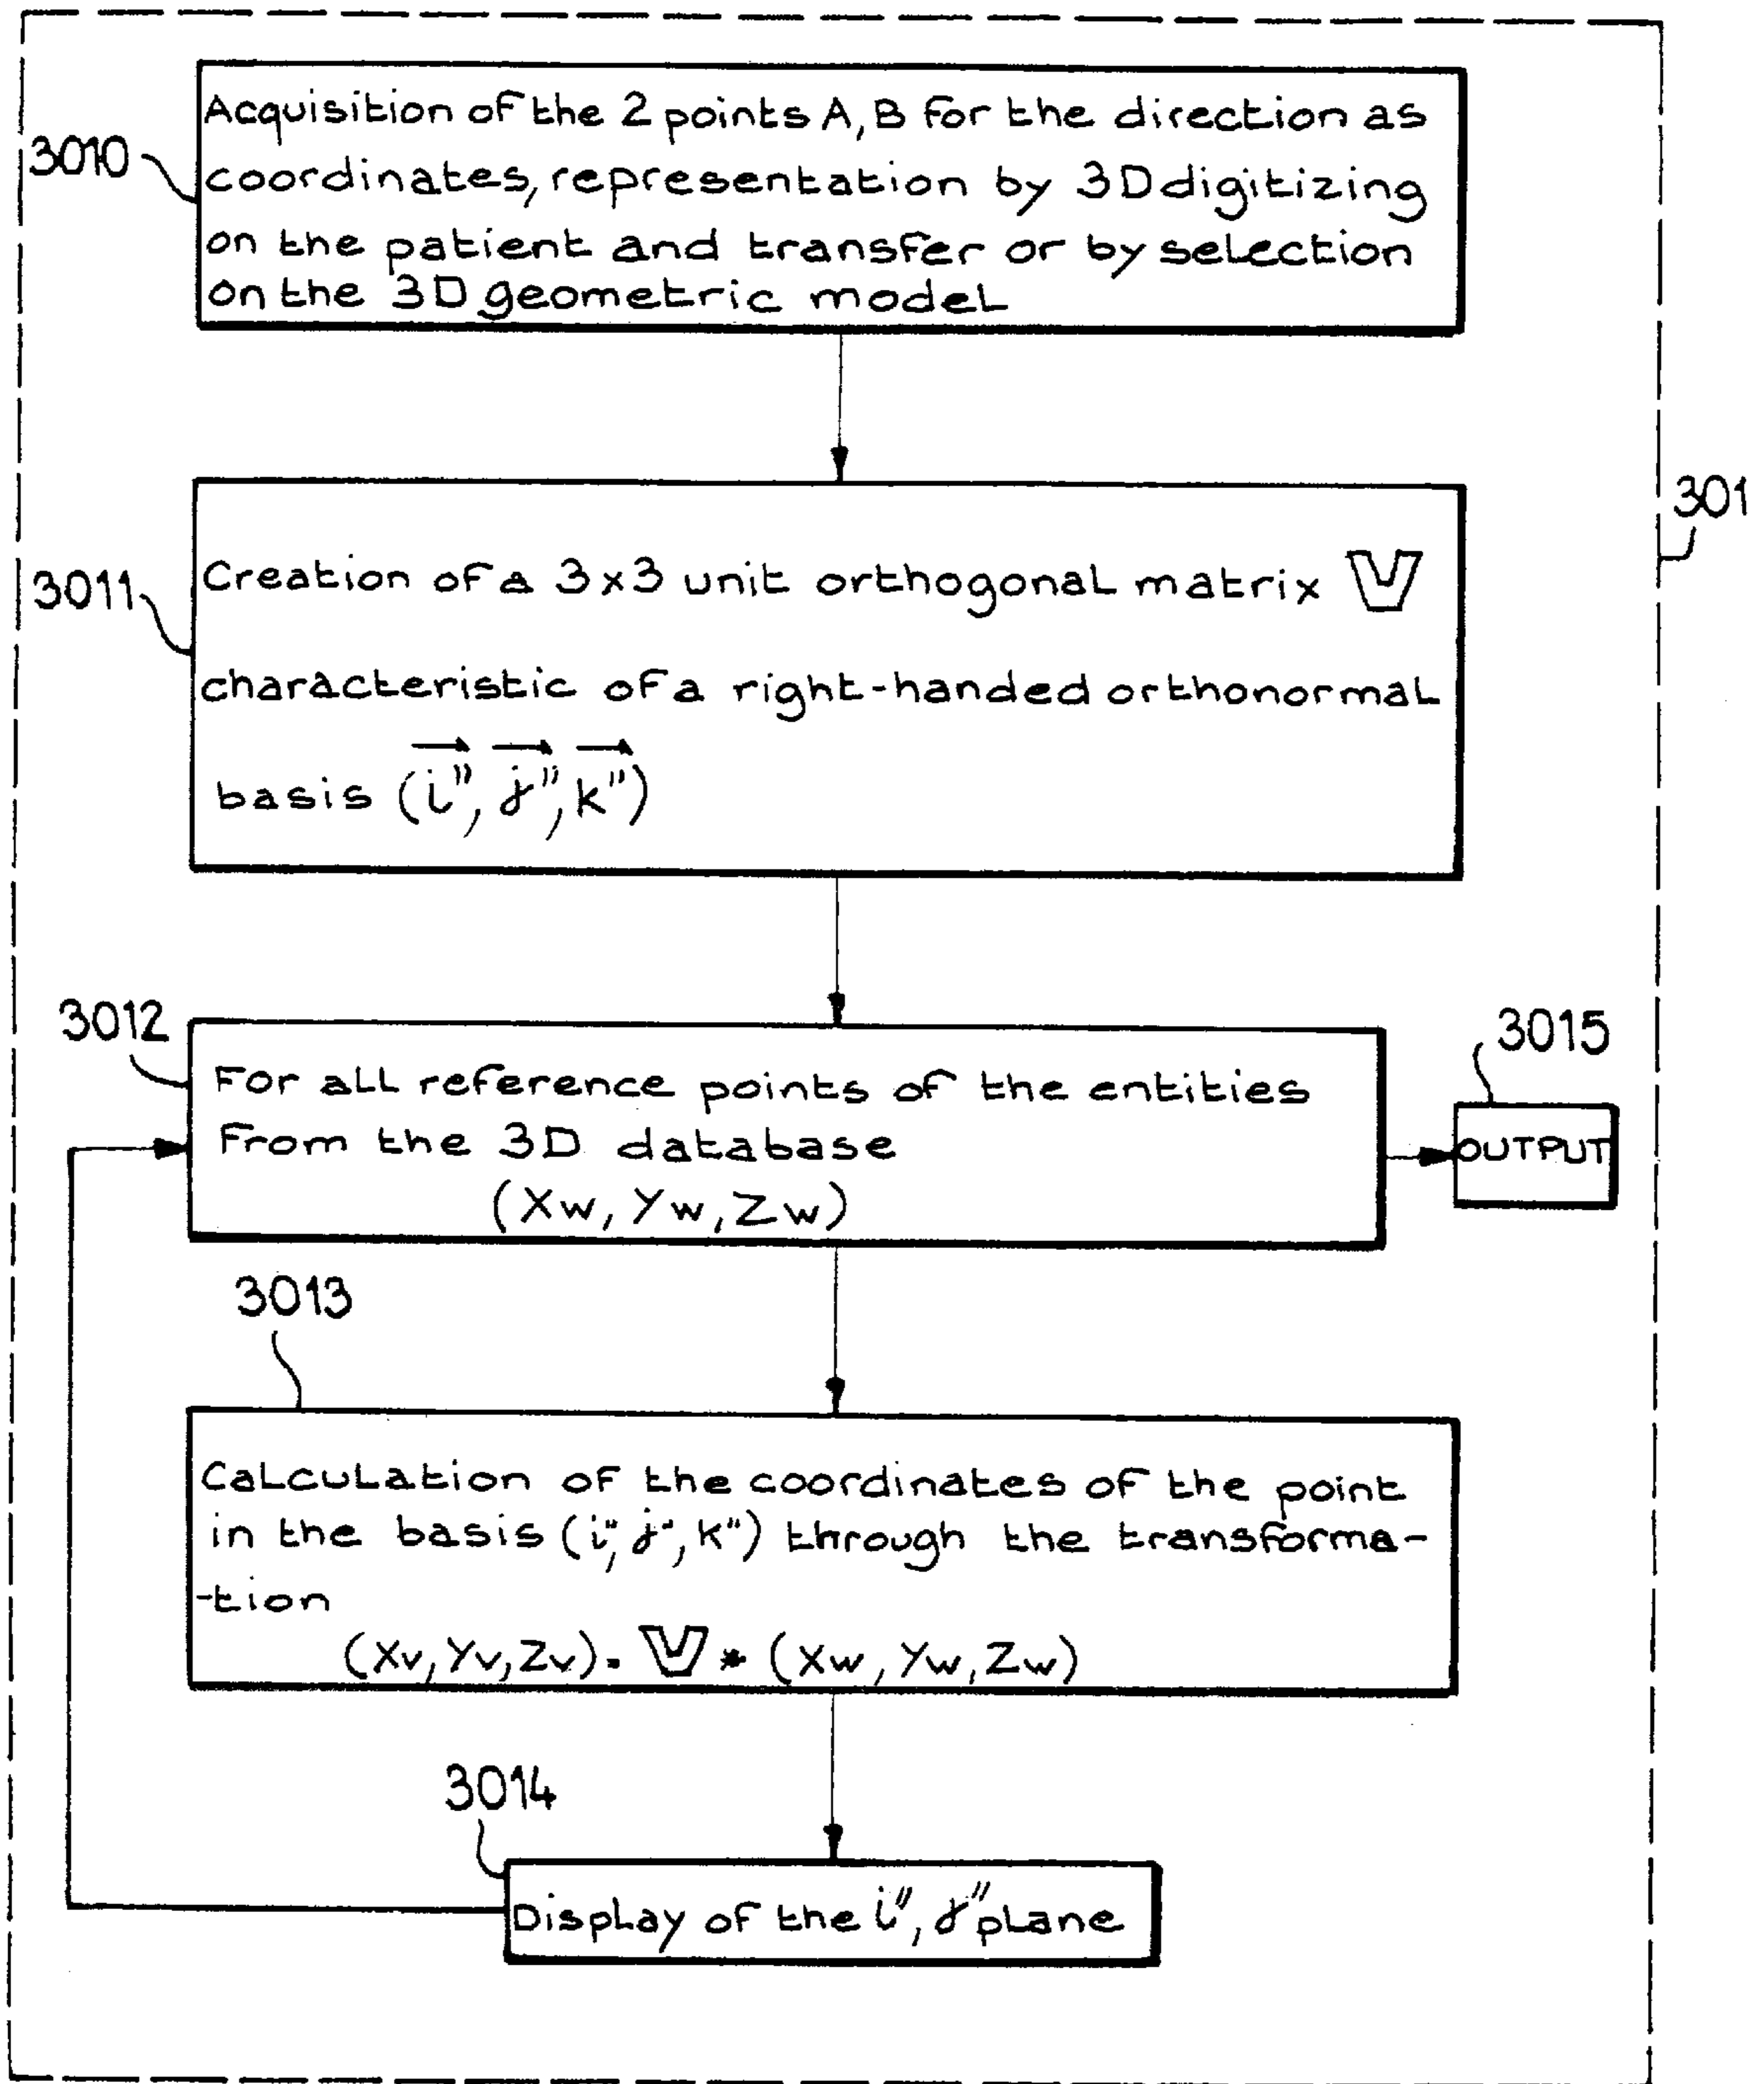 Acquisition of the 2 points A, B for the direction as
3010
coordinates, representation by 3D digitizing
on the patient and transfer or by selection
on the 3D geometric model
301
3011
Creation of a 3x3 unit orthogonal matrix V
characteristic of a right-handed orthonormal
basis (i", j", k")
3012
3015
For all reference points of the entities
From the 3D database
OUTPUT
(Xw, Yw, Zw)
3013
Calculation of the coordinates of the point
in the basis (i", j", k") through the transforma-
-tion
(Xv, Yv, Zv) = V * (Xw, Yw, Zw)
3014
Display of the i", j" plane